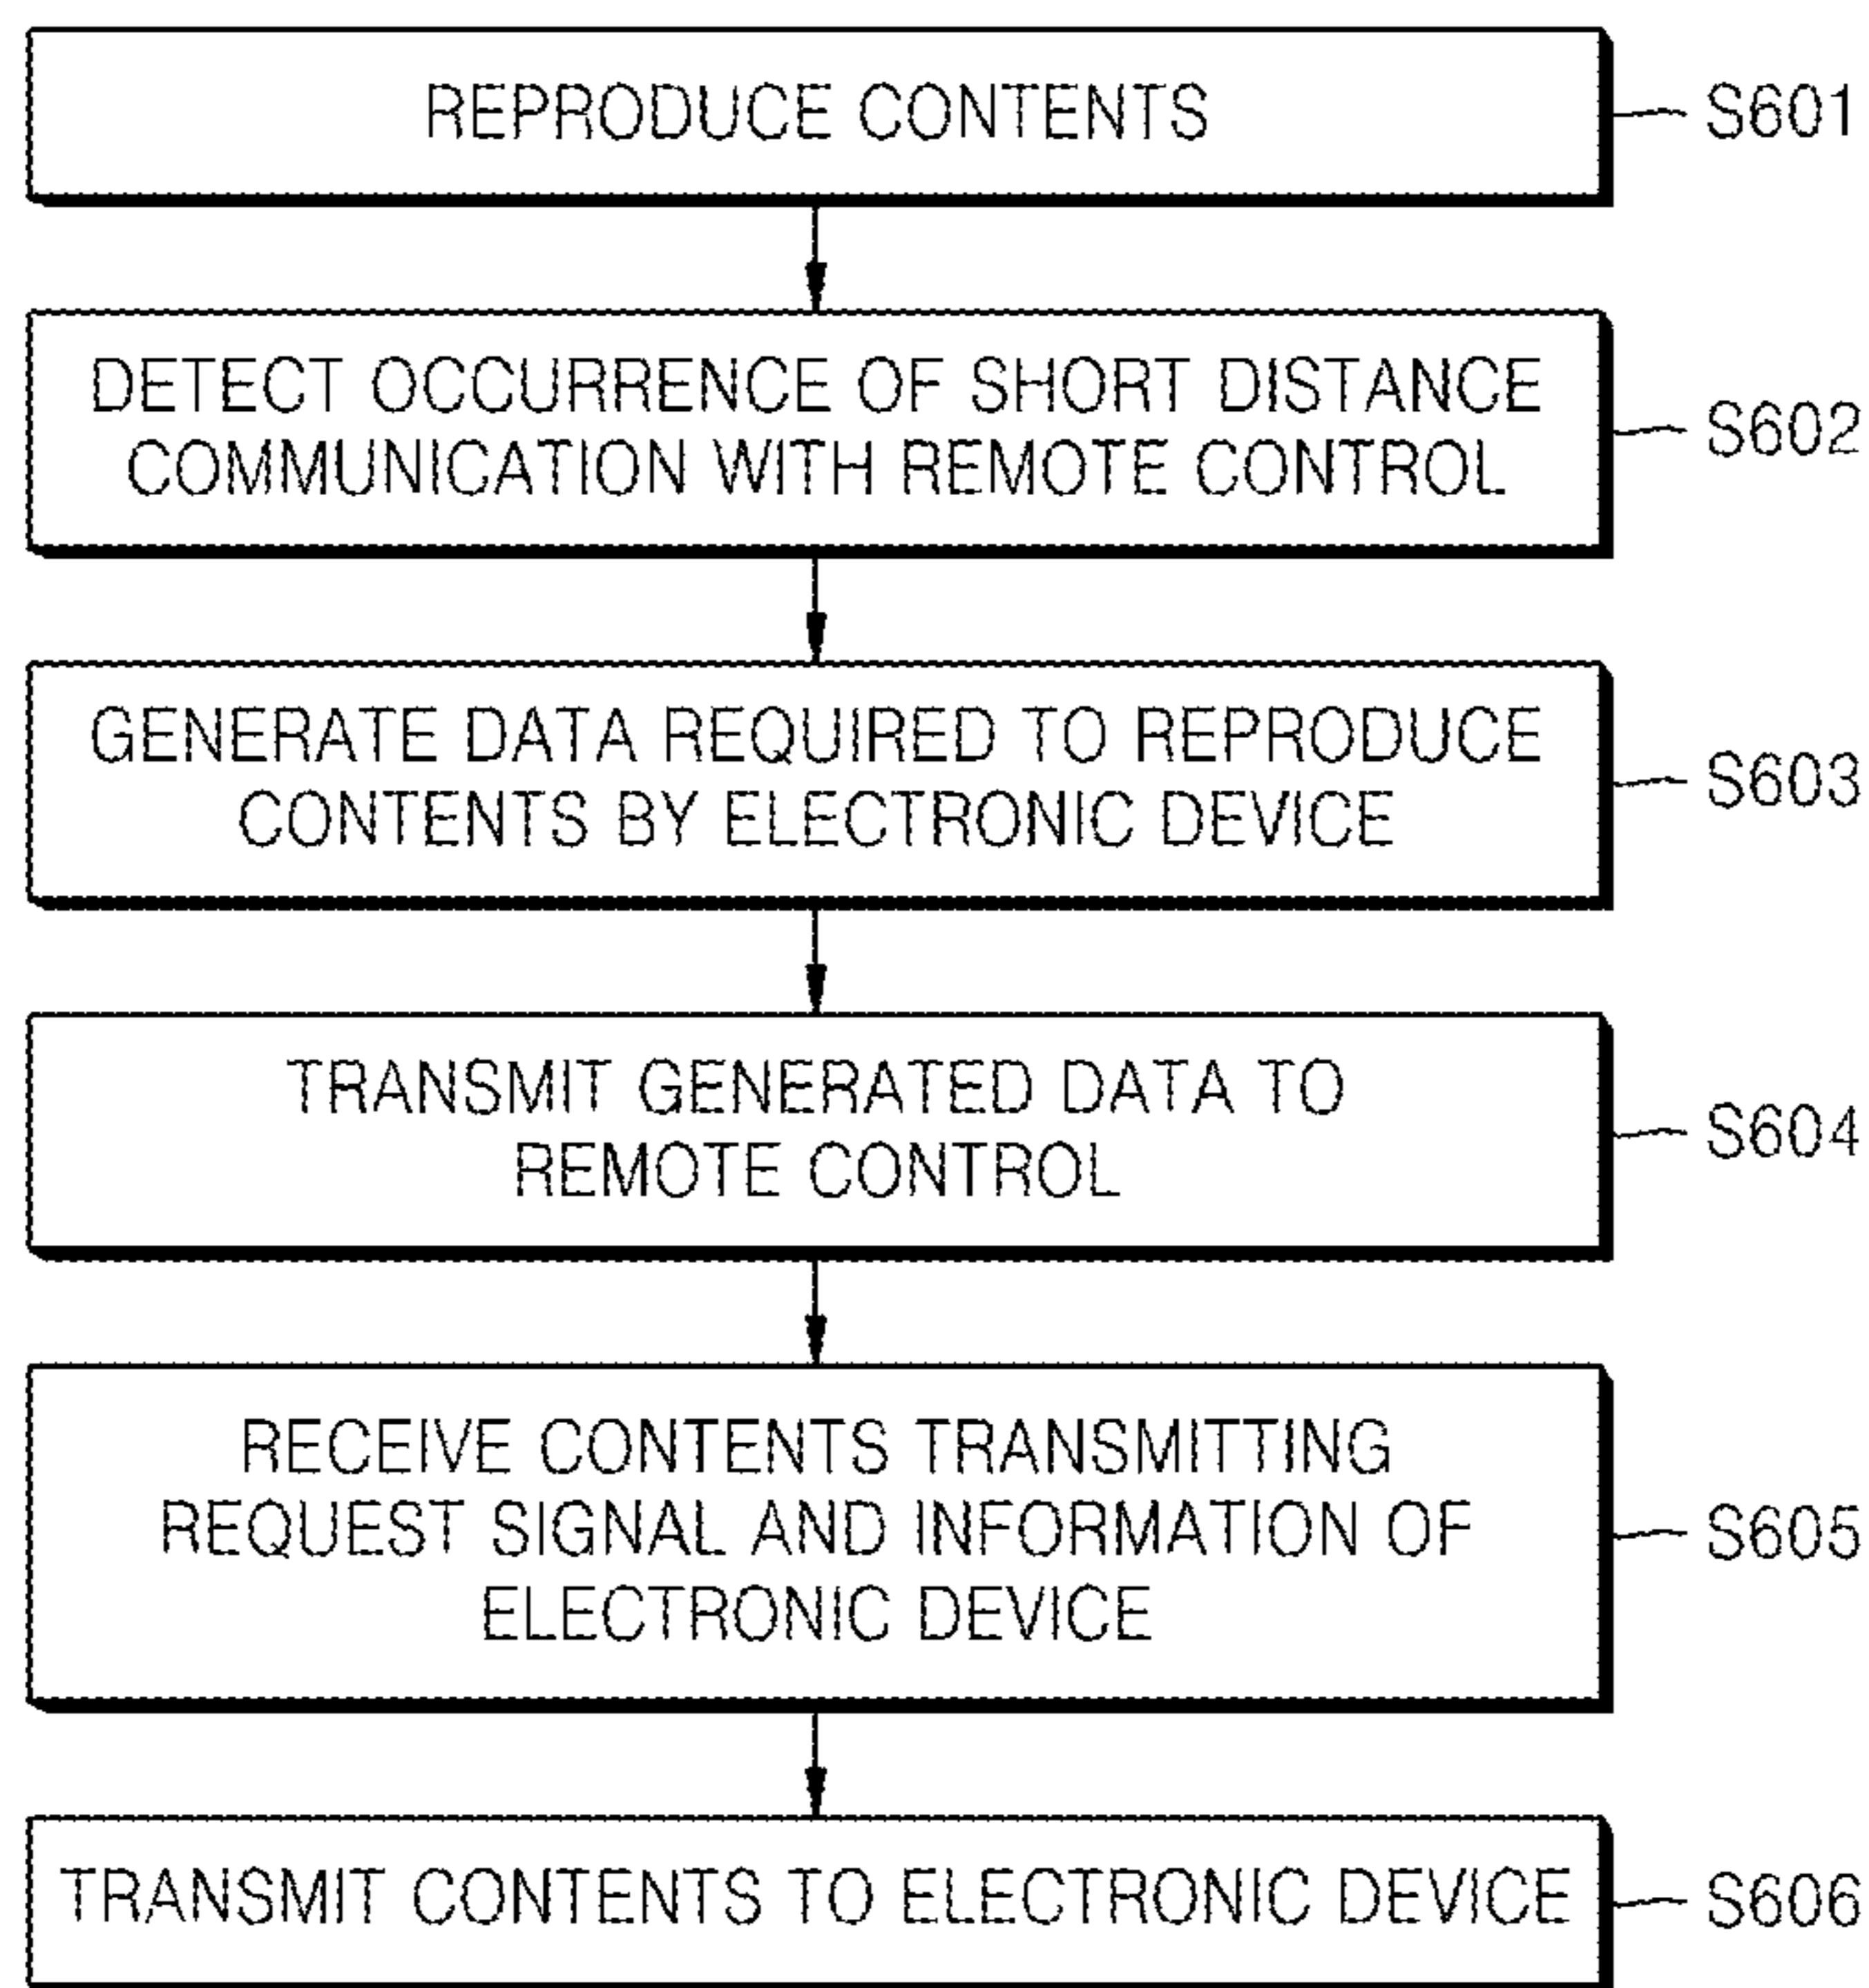 REPRODUCE CONTENTS
S601
DETECT OCCURRENCE OF SHORT DISTANCE
COMMUNICATION WITH REMOTE CONTROL
S602
GENERATE DATA REQUIRED TO REPRODUCE
CONTENTS BY ELECTRONIC DEVICE
S603
TRANSMIT GENERATED DATA TO
REMOTE CONTROL
S604
RECEIVE CONTENTS TRANSMITTING
REQUEST SIGNAL AND INFORMATION OF
ELECTRONIC DEVICE
S605
TRANSMIT CONTENTS TO ELECTRONIC DEVICE
S606